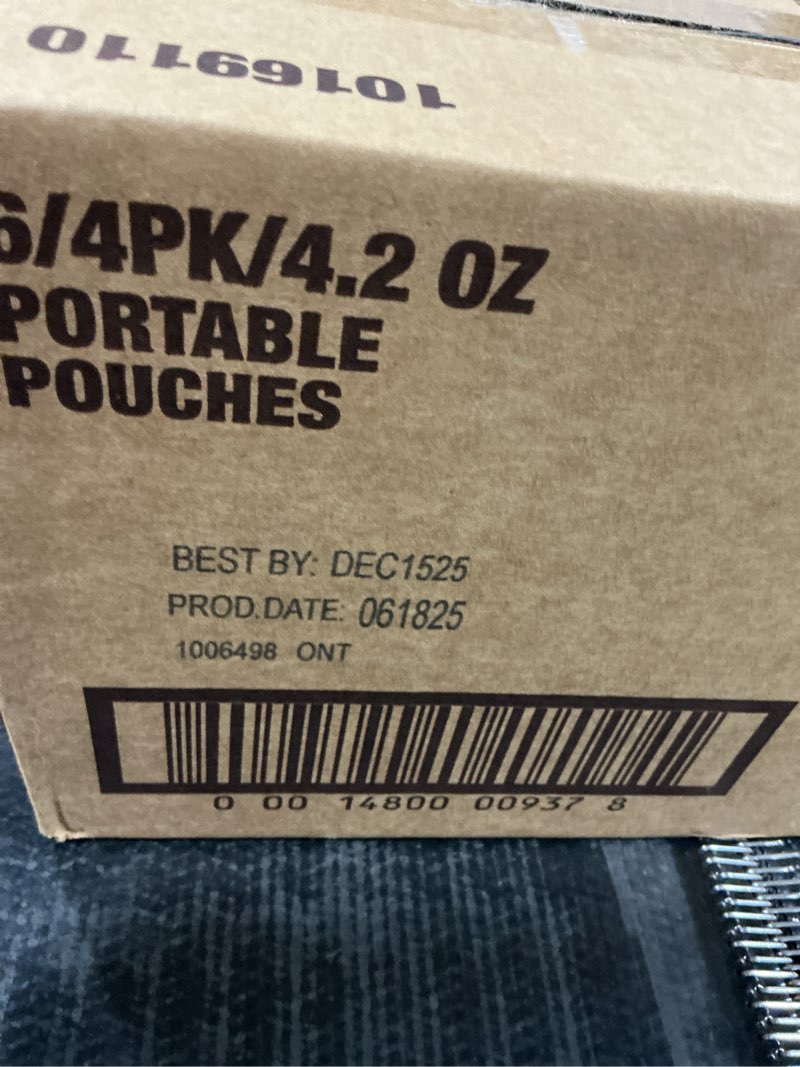 10169110
6/4PK/4.2 OZ
PORTABLE
POUCHES
BEST BY: DEC1525
PROD.DATE: 061825
1006498 ONT
0 00 14800 00937 8